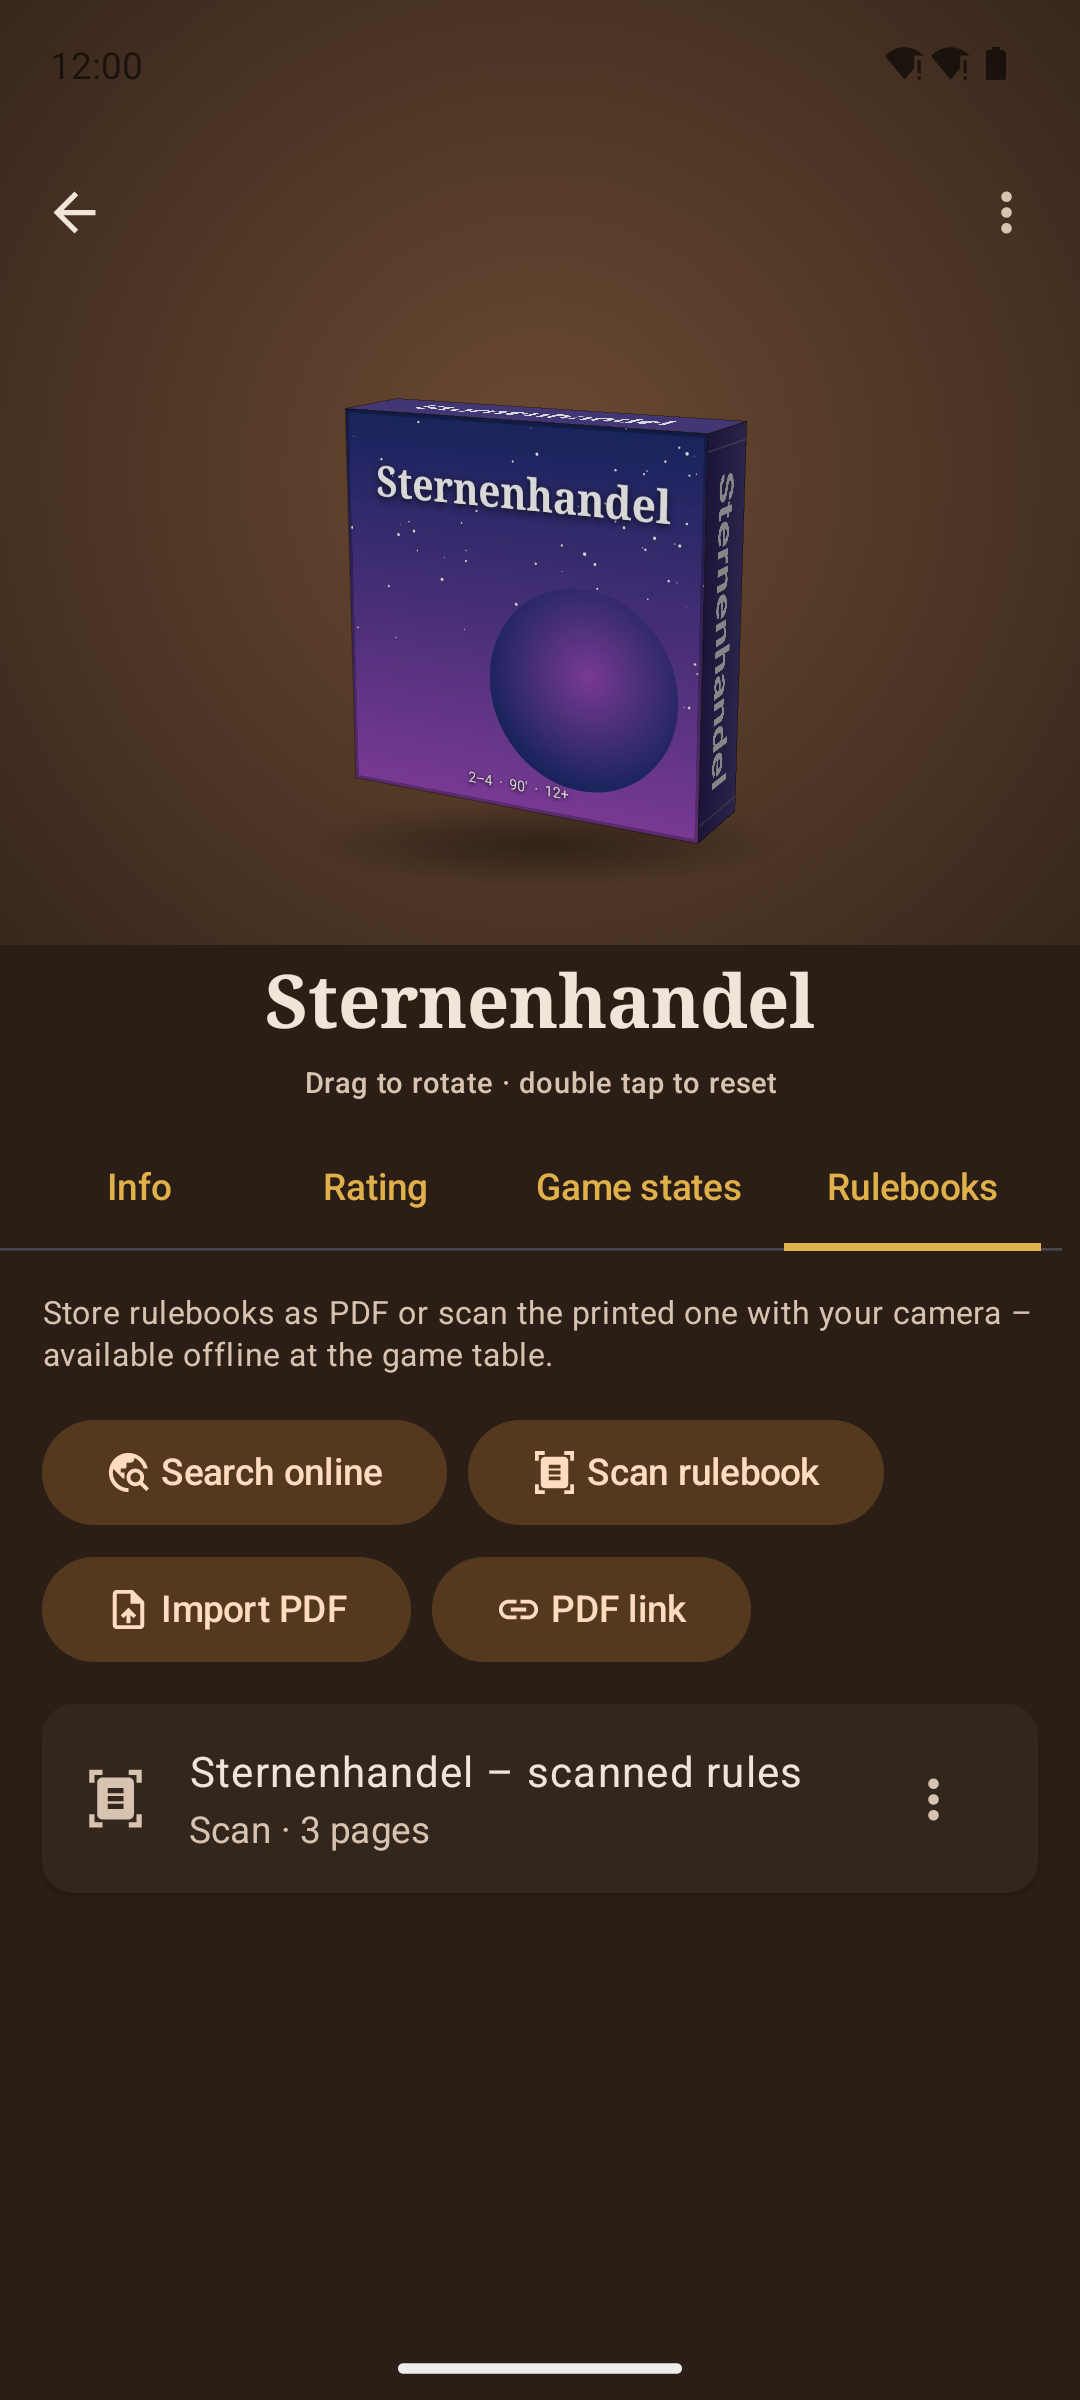 12:00
Sternenhandel
Sternenhandel
Sternenhandel
2–4 · 90' · 12+
Sternenhandel
Drag to rotate · double tap to reset
Info
Rating
Game states
Rulebooks
Store rulebooks as PDF or scan the printed one with your camera –
available offline at the game table.
Search online
Scan rulebook
Import PDF
PDF link
Sternenhandel – scanned rules
Scan · 3 pages